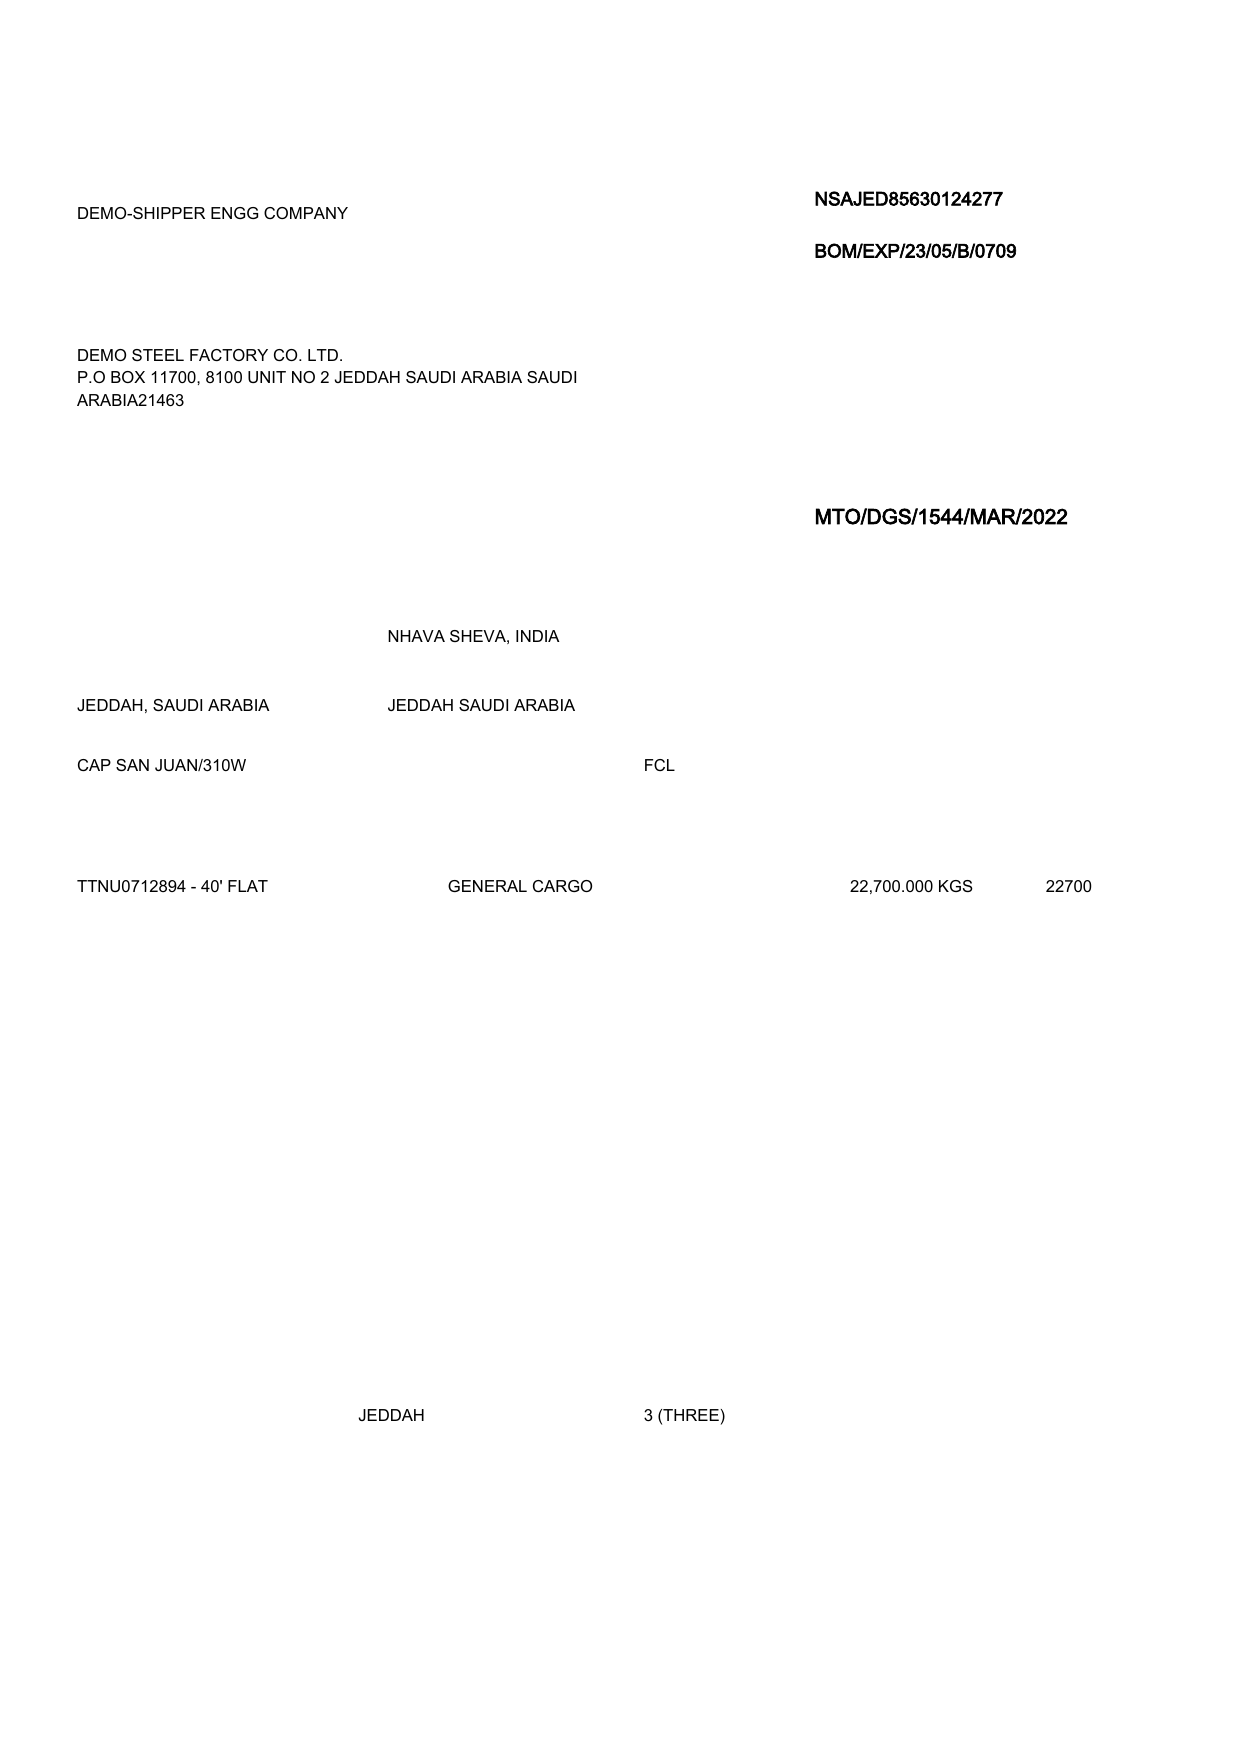 NSAJED85630124277
DEMO-SHIPPER ENGG COMPANY
BOM/EXP/23/05/B/0709
DEMO STEEL FACTORY CO. LTD.
P.O BOX 11700, 8100 UNIT NO 2 JEDDAH SAUDI ARABIA SAUDI
ARABIA21463
MTO/DGS/1544/MAR/2022
NHAVA SHEVA, INDIA
JEDDAH, SAUDI ARABIA JEDDAH SAUDI ARABIA
CAP SAN JUAN/310W FCL
TTNU0712894 - 40' FLAT GENERAL CARGO 22,700.000 KGS 22700
JEDDAH 3 (THREE)